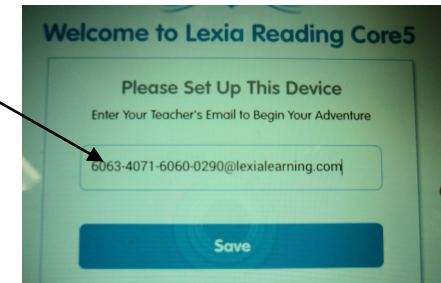 Welcome to Lexia Reading Core5
Please Set Up This Device
Enter Your Teacher's Email to Begin Your Adventure
6063-4071-6060-0290@lexialearning.com
Save